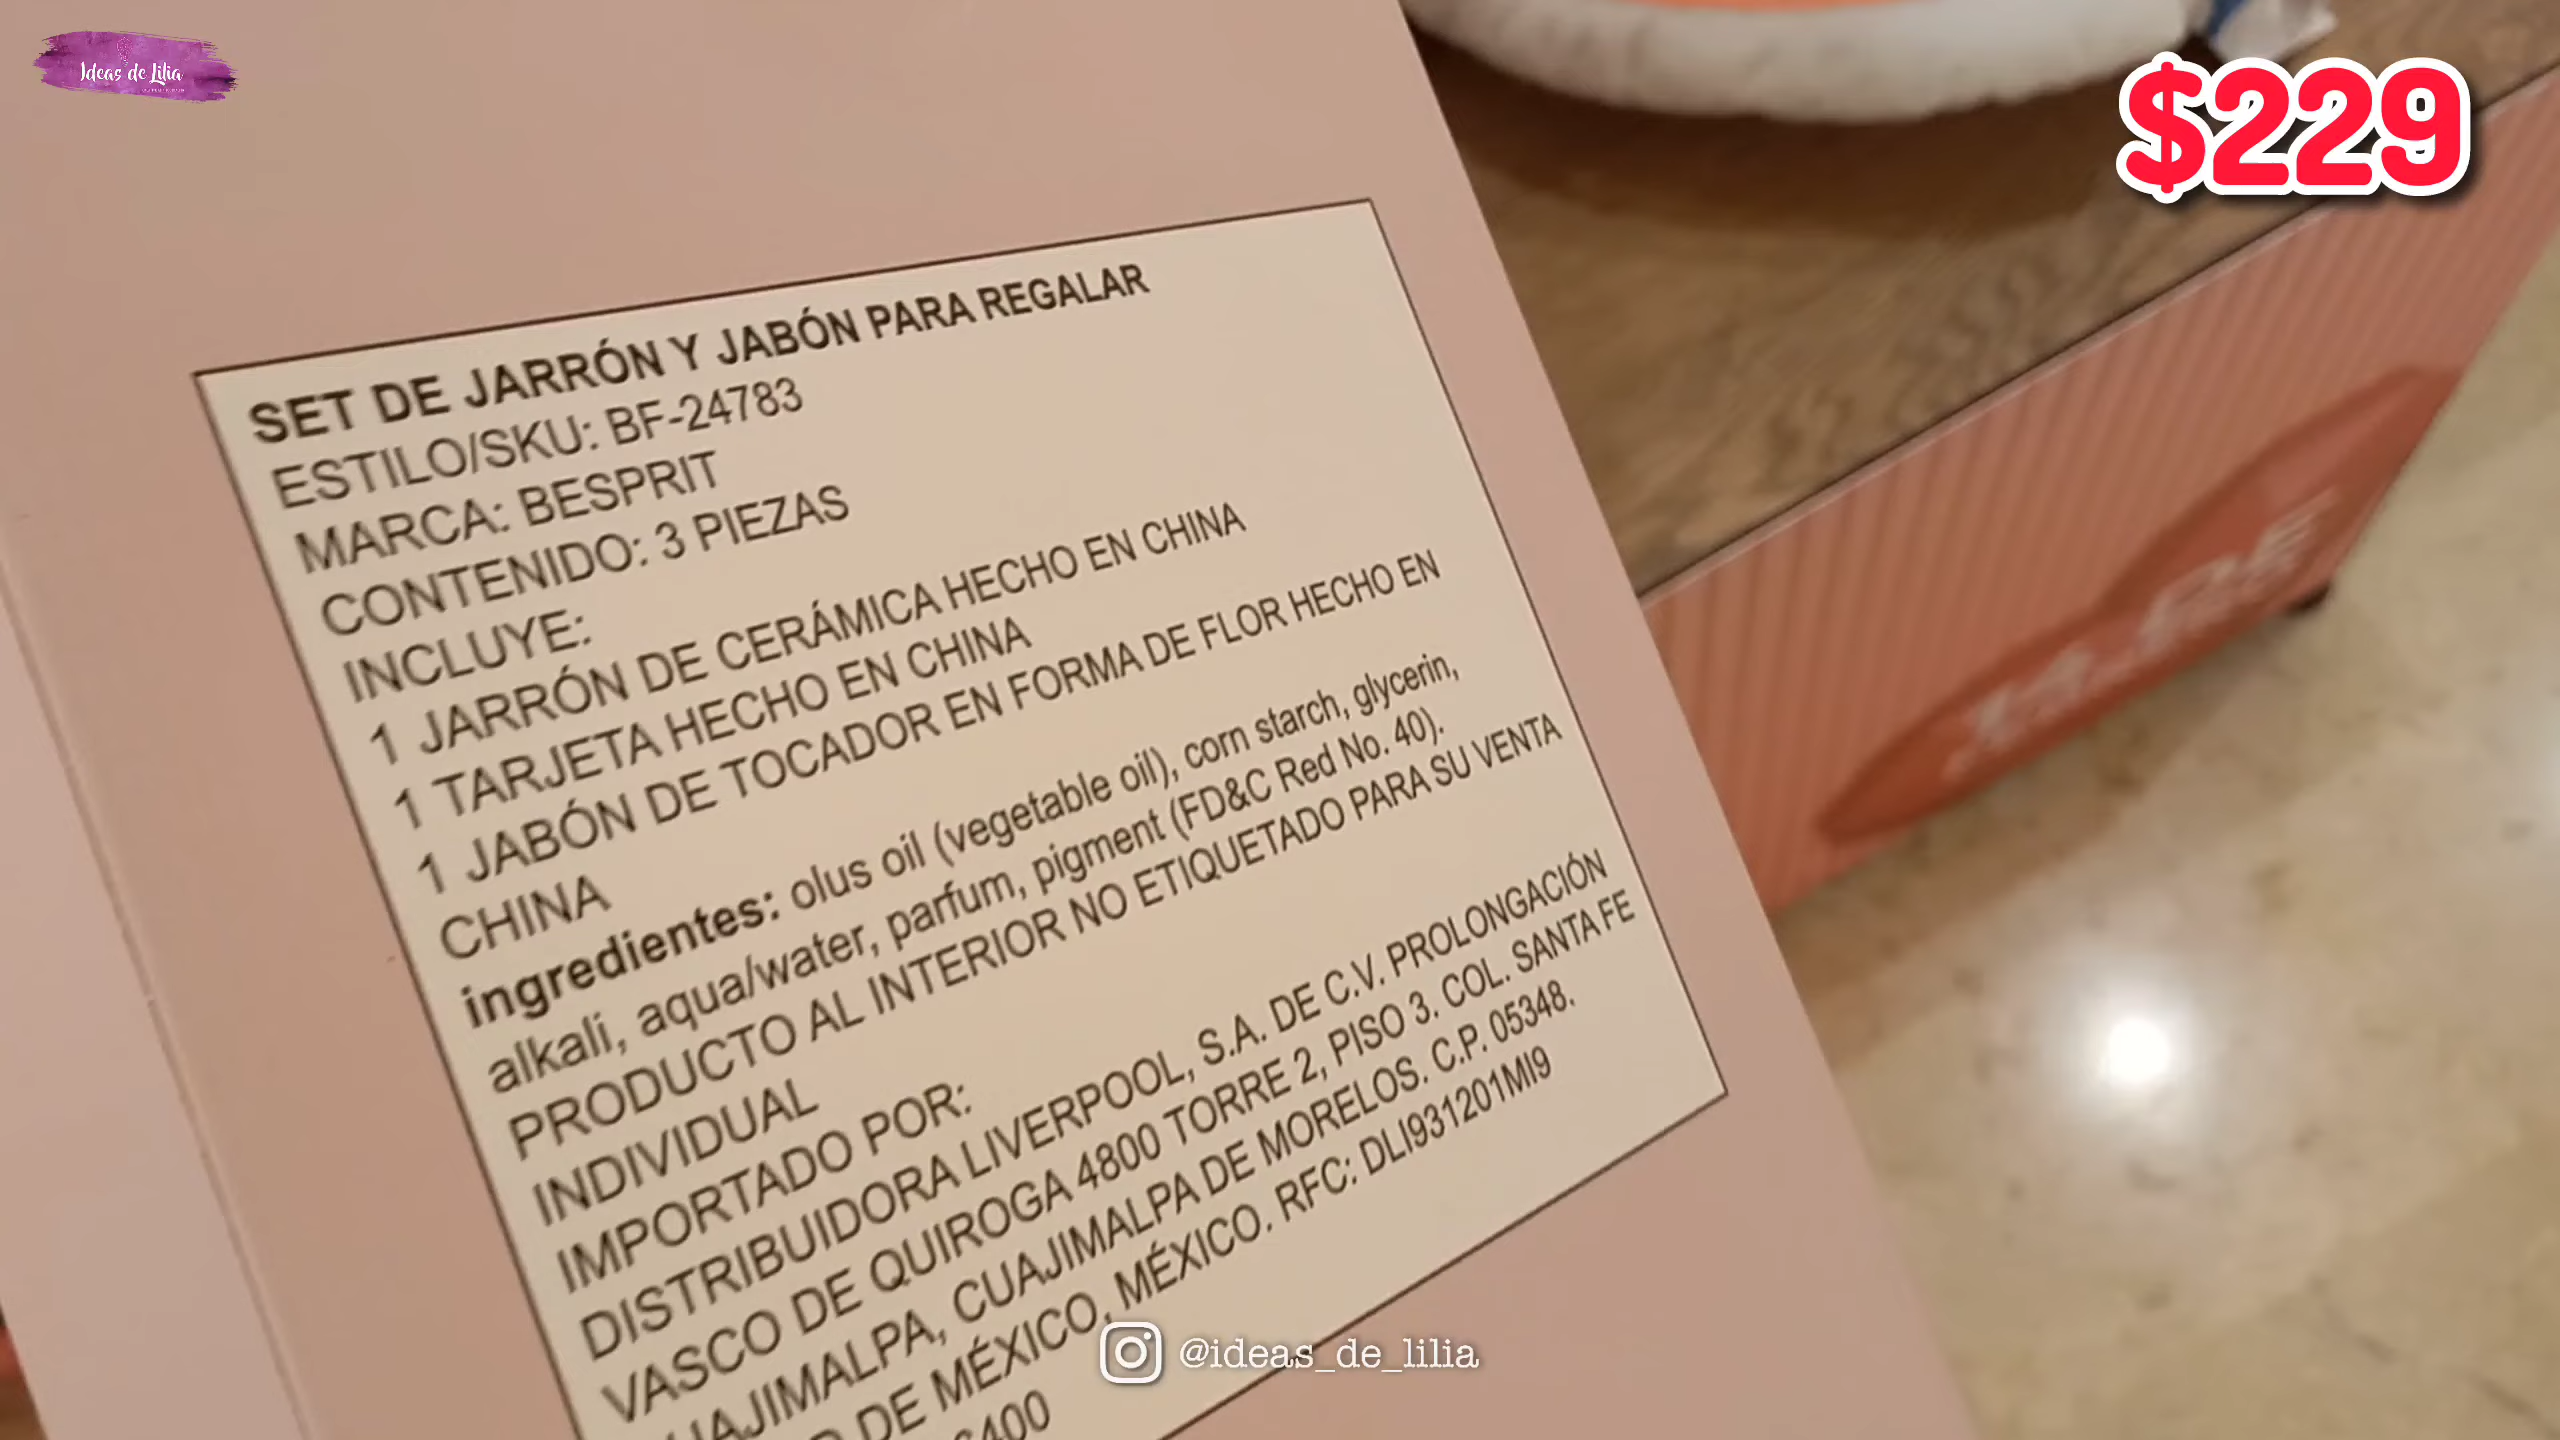 Ideas de Lilia
$229
SET DE JARRÓN Y JABÓN PARA REGALAR
ESTILO/SKU: BF-24783
MARCA: BESPRIT
CONTENIDO: 3 PIEZAS
INCLUYE:
1 JARRÓN DE CERÁMICA HECHO EN CHINA
1 TARJETA HECHO EN CHINA
1 JABÓN DE TOCADOR EN FORMA DE FLOR HECHO EN
CHINA
ingredientes: olus oil (vegetable oil), corn starch, glycerin,
alkali, aqua/water, parfum, pigment (FD&C Red No. 40).
PRODUCTO AL INTERIOR NO ETIQUETADO PARA SU VENTA
INDIVIDUAL
IMPORTADO POR:
DISTRIBUIDORA LIVERPOOL, S.A. DE C.V. PROLONGACIÓN
VASCO DE QUIROGA 4800 TORRE 2, PISO 3. COL. SANTA FE
UAJIMALPA, CUAJIMALPA DE MORELOS. C.P. 05348.
D DE MÉXICO, MÉXICO. RFC: DLI931201MI9
6400
@ideas_de_lilia